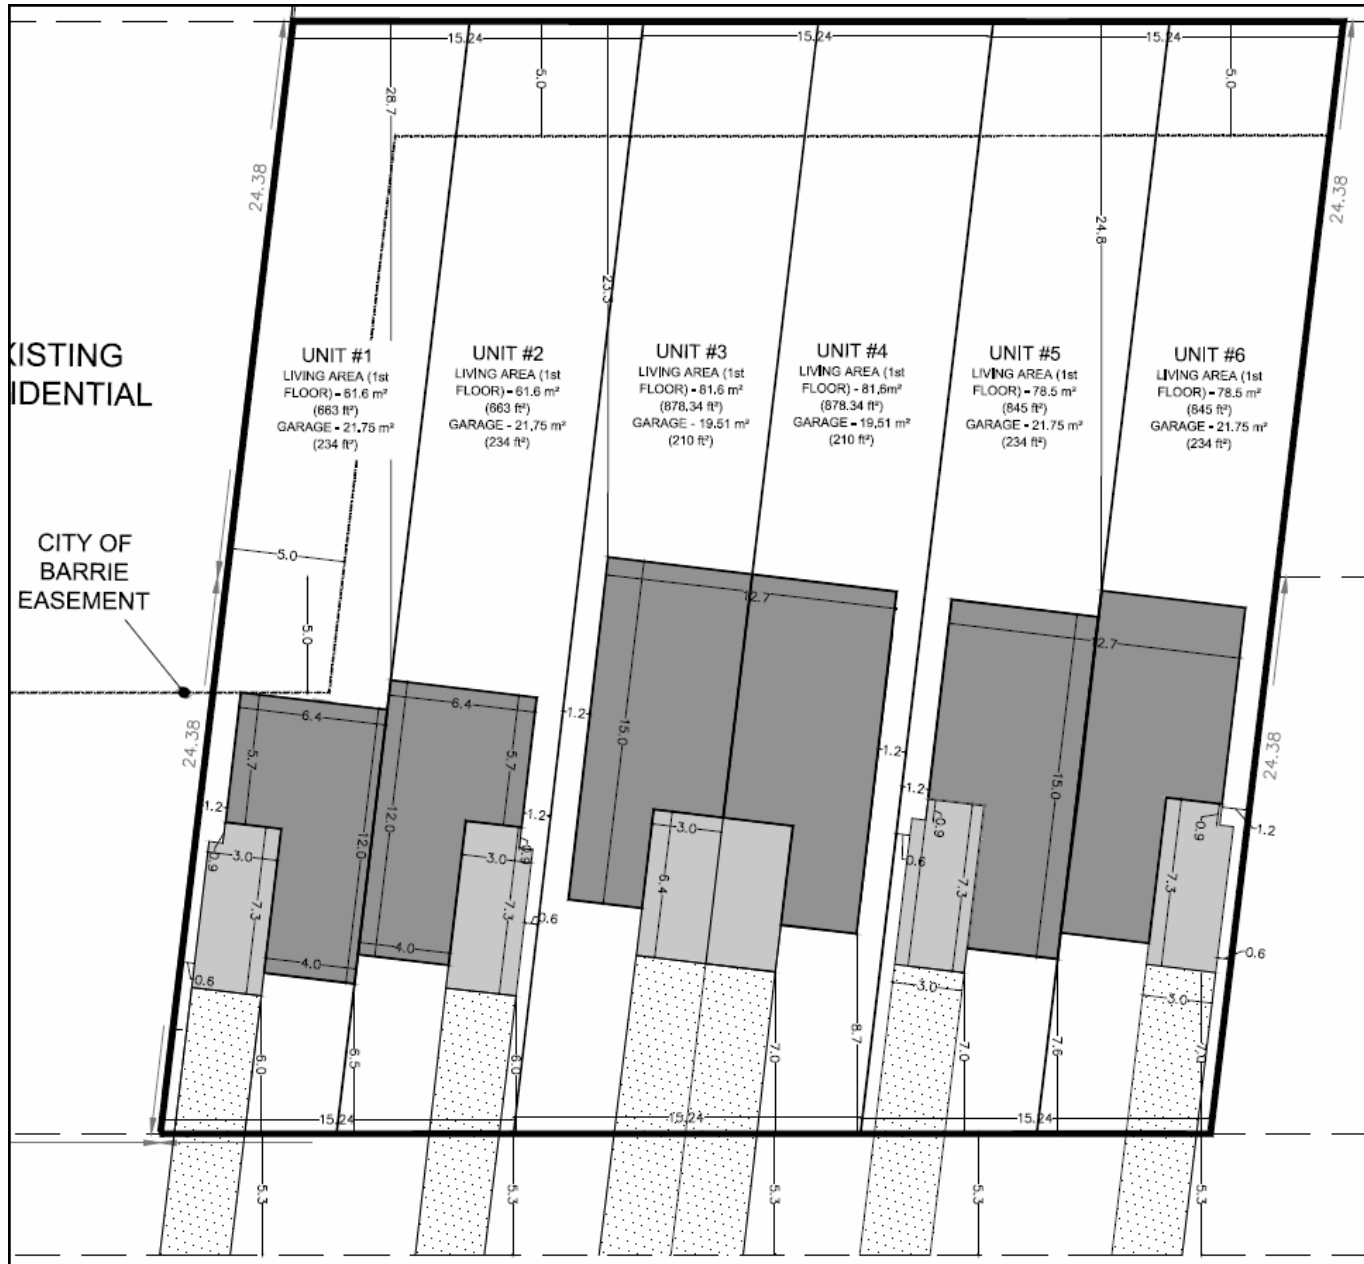 15.24
15.24
15.24
5.0
5.0
28.7
24.38
24.38
24.8
23.3
XISTING
IDENTIAL
UNIT #1
LIVING AREA (1st
FLOOR) - 61.6 m²
(663 ft²)
GARAGE - 21.75 m²
(234 ft²)
UNIT #2
LIVING AREA (1st
FLOOR) - 61.6 m²
(663 ft²)
GARAGE - 21.75 m²
(234 ft²)
UNIT #3
LIVING AREA (1st
FLOOR) - 81.6 m²
(878.34 ft²)
GARAGE - 19.51 m²
(210 ft²)
UNIT #4
LIVING AREA (1st
FLOOR) - 81.6m²
(878.34 ft²)
GARAGE - 19.51 m²
(210 ft²)
UNIT #5
LIVING AREA (1st
FLOOR) - 78.5 m²
(845 ft²)
GARAGE - 21.75 m²
(234 ft²)
UNIT #6
LIVING AREA (1st
FLOOR) - 78.5 m²
(845 ft²)
GARAGE - 21.75 m²
(234 ft²)
CITY OF
BARRIE
EASEMENT
5.0
5.0
12.7
12.7
6.4
6.4
1.2
15.0
24.38
24.38
5.7
5.7
1.2
1.2
15.0
1.2
1.2
1.2
12.0
12.0
3.0
0.9
0.9
0.9
0.9
3.0
3.0
0.6
6.4
7.3
7.3
7.3
7.3
4.0
4.0
0.6
0.6
0.6
3.0
3.0
6.0
6.5
6.0
7.0
8.7
7.0
7.6
7.0
15.24
15.24
15.24
5.3
5.3
5.3
5.3
5.3